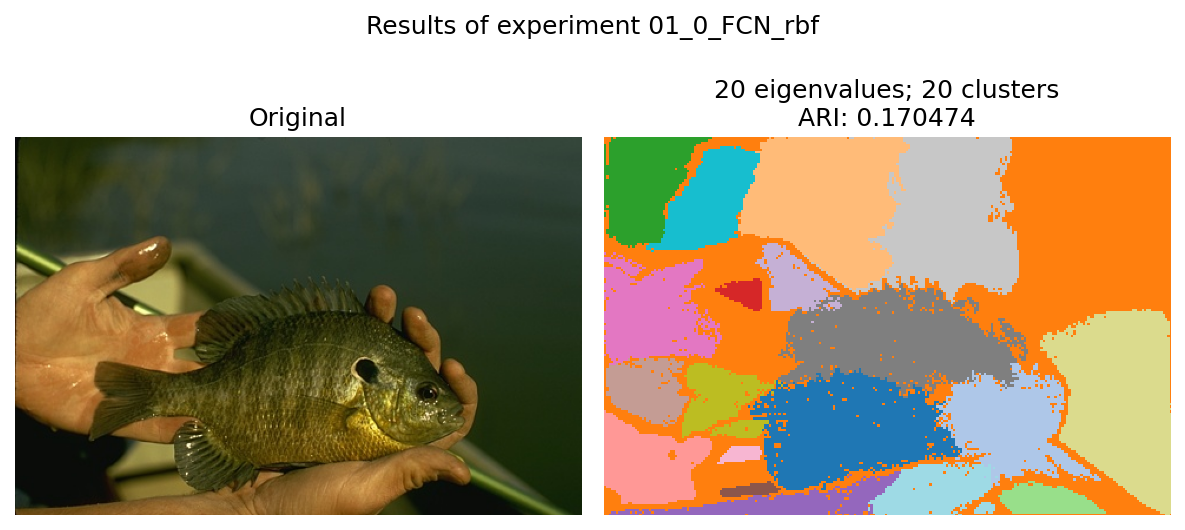 Results of experiment 01_0_FCN_rbf
Original
20 eigenvalues; 20 clusters
ARI: 0.170474